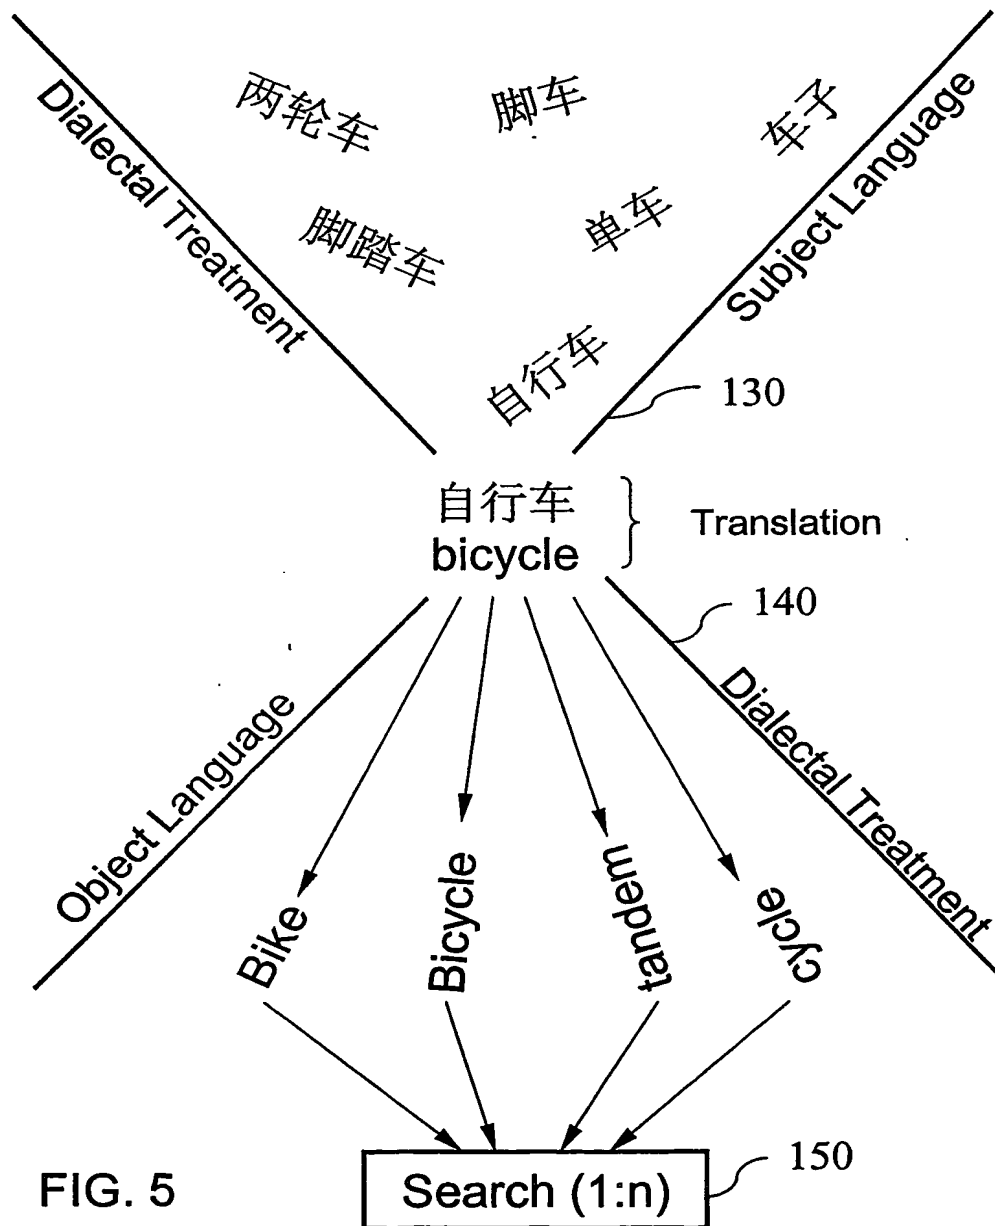 两轮车
脚车
车子
Dialectal Treatment
脚踏车
单车
Subject Language
自行车
130
自行车
bicycle
Translation
140
Object Language
Dialectal Treatment
Bike
Bicycle
tandem
cycle
150
Search (1:n)
FIG. 5